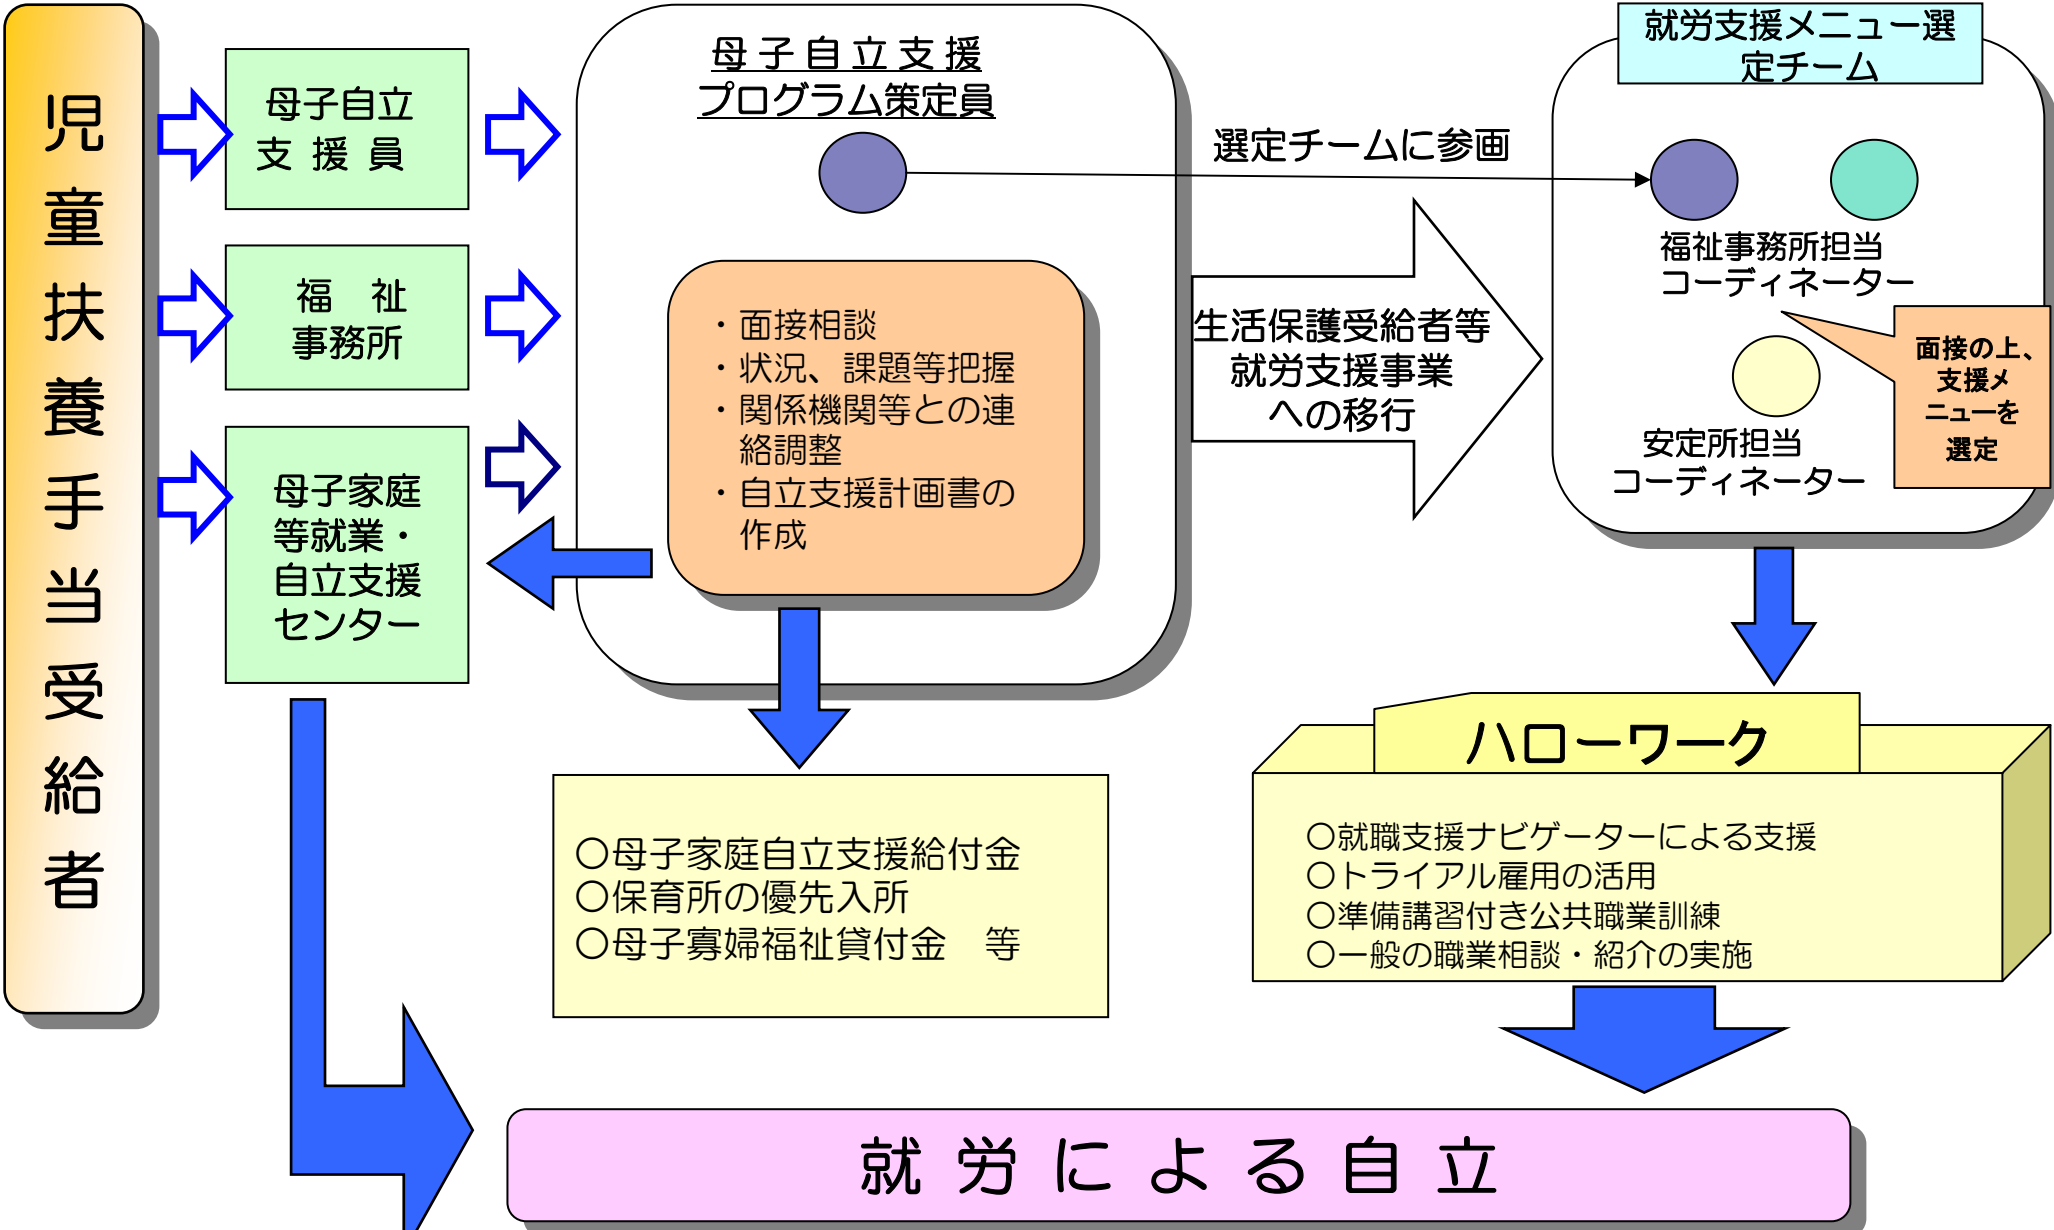 児童扶養手当受給者
母子自立
支 援 員
福　祉
事務所
母子家庭
等就業・
自立支援
センター
母 子 自 立 支 援
プログラム策定員
・面接相談
・状況、課題等把握
・関係機関等との連
絡調整
・自立支援計画書の
作成
選定チームに参画
生活保護受給者等
就労支援事業
への移行
就労支援メニュー選
定チーム
福祉事務所担当
コーディネーター
面接の上、
支援メ
ニューを
選定
安定所担当
コーディネーター
〇母子家庭自立支援給付金
〇保育所の優先入所
〇母子寡婦福祉貸付金　等
ハローワーク
〇就職支援ナビゲーターによる支援
〇トライアル雇用の活用
〇準備講習付き公共職業訓練
〇一般の職業相談・紹介の実施
就 労 に よ る 自 立